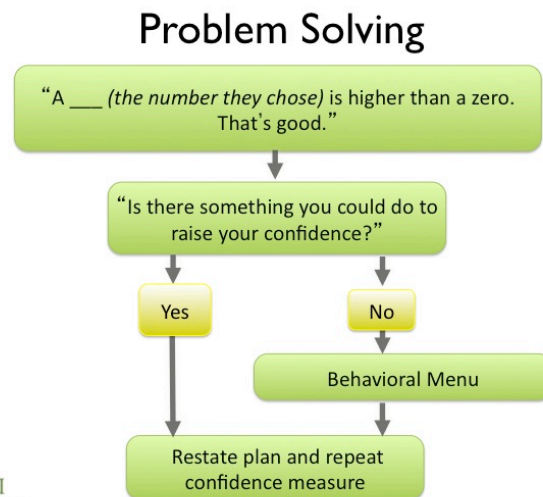 Problem Solving
“A ___ (the number they chose) is higher than a zero.
That’s good.”
“Is there something you could do to
raise your confidence?”
Yes
No
Behavioral Menu
Restate plan and repeat
confidence measure